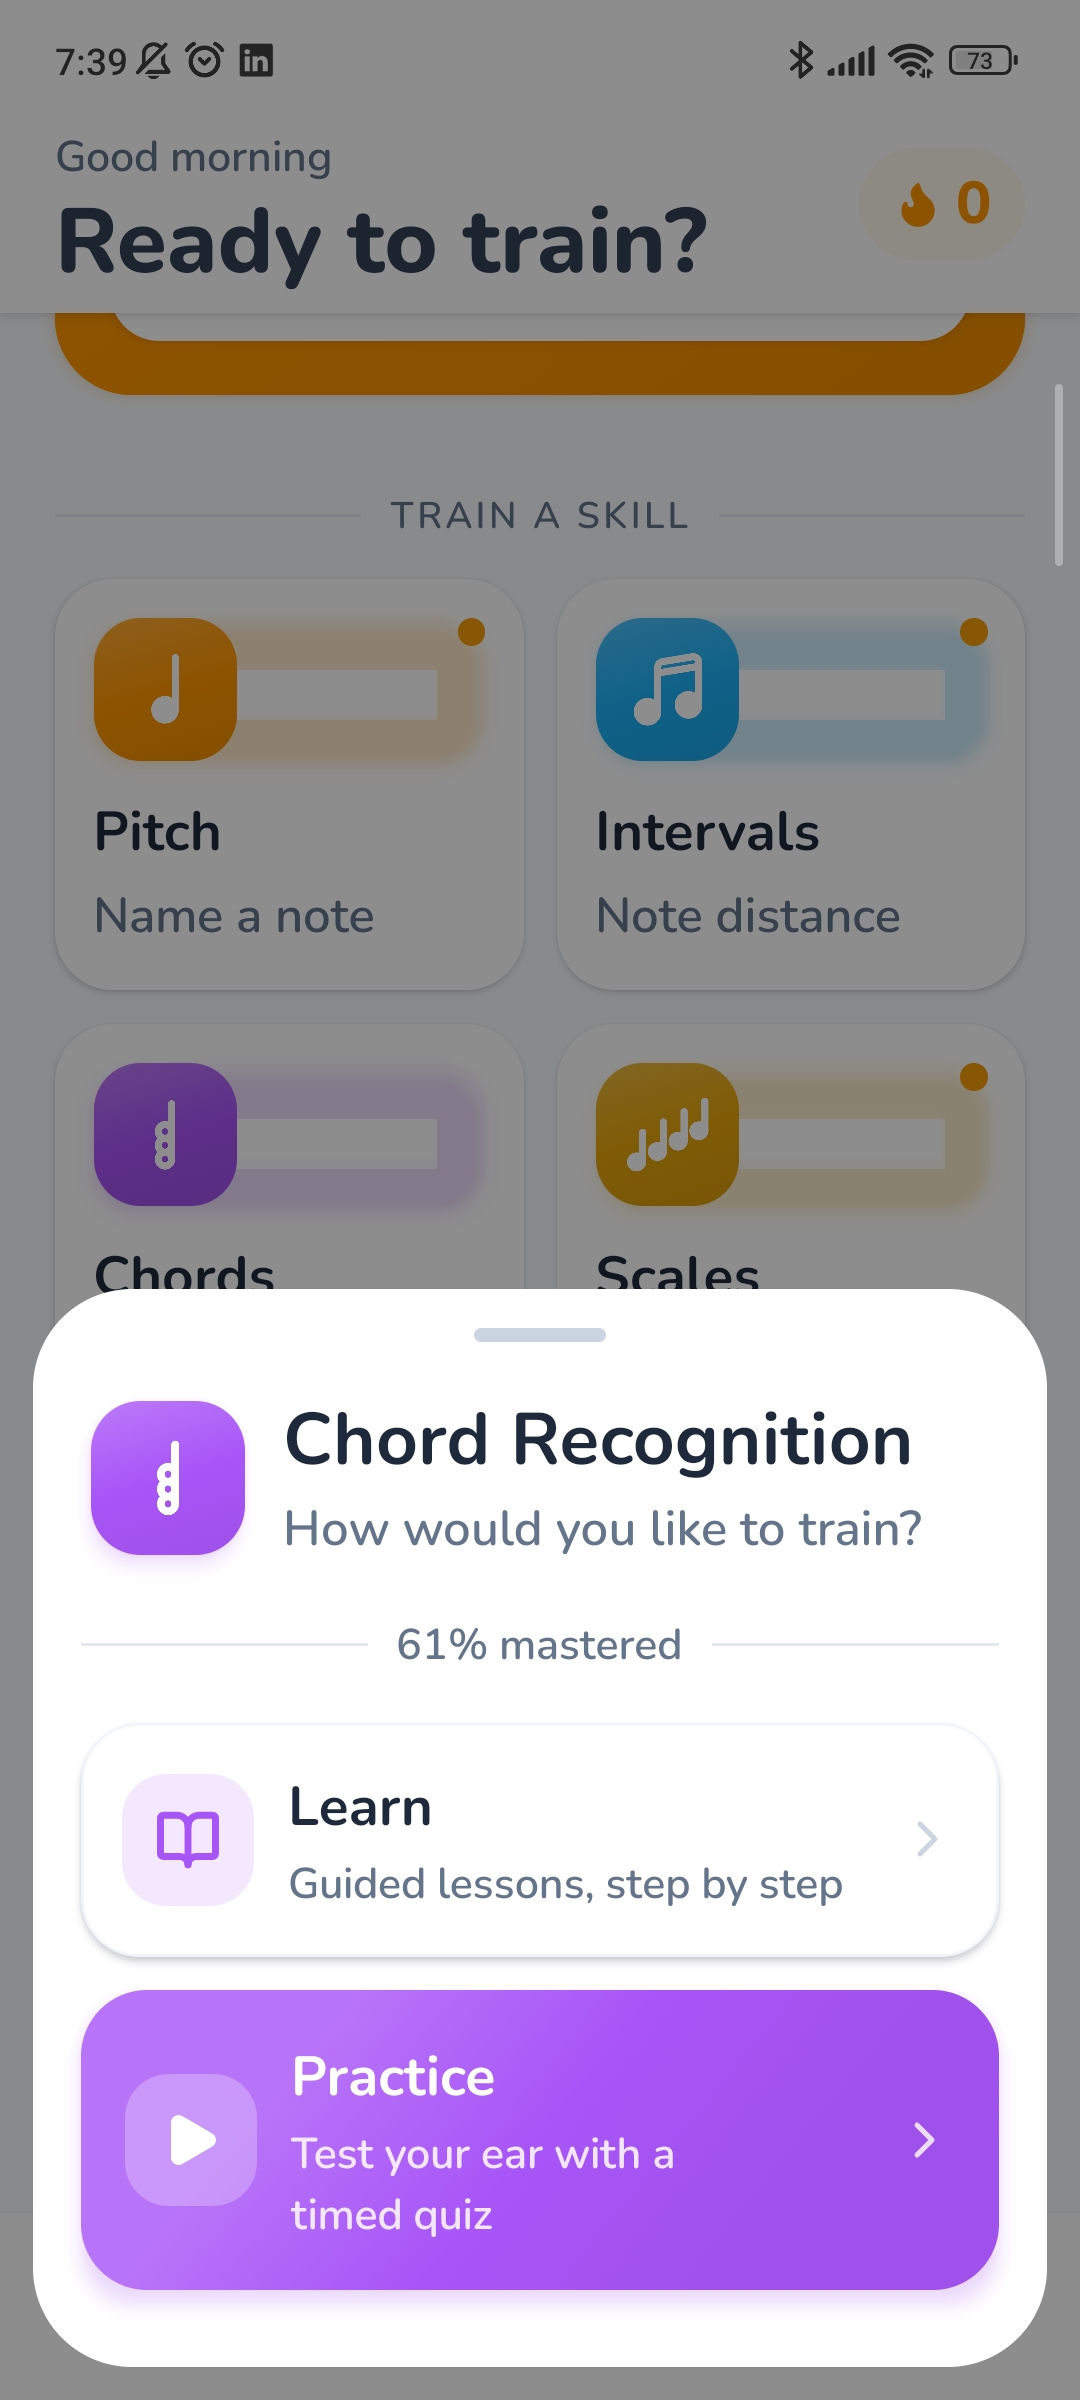 7:39
73
Good morning
Ready to train?
0
TRAIN A SKILL
Pitch
Name a note
Intervals
Note distance
Chords
Scales
Chord Recognition
How would you like to train?
61% mastered
Learn
Guided lessons, step by step
Practice
Test your ear with a
timed quiz